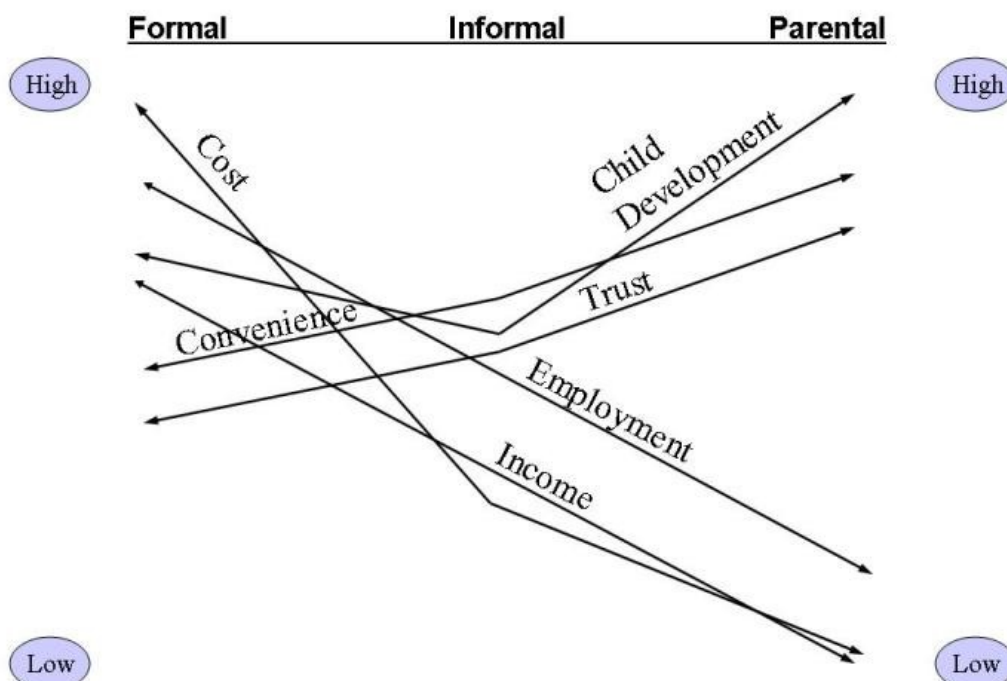 Formal Informal Parental
High High
Cost
Child
Development
Convenience
Trust
Employment
Income
Low Low